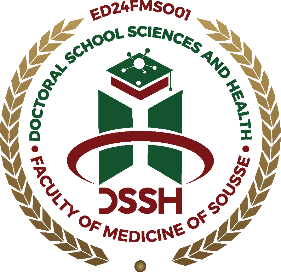 ED24FMSO01
DOCTORAL SCHOOL SCIENCES AND HEALTH
DSSH
• FACULTY OF MEDICINE OF SOUSSE •